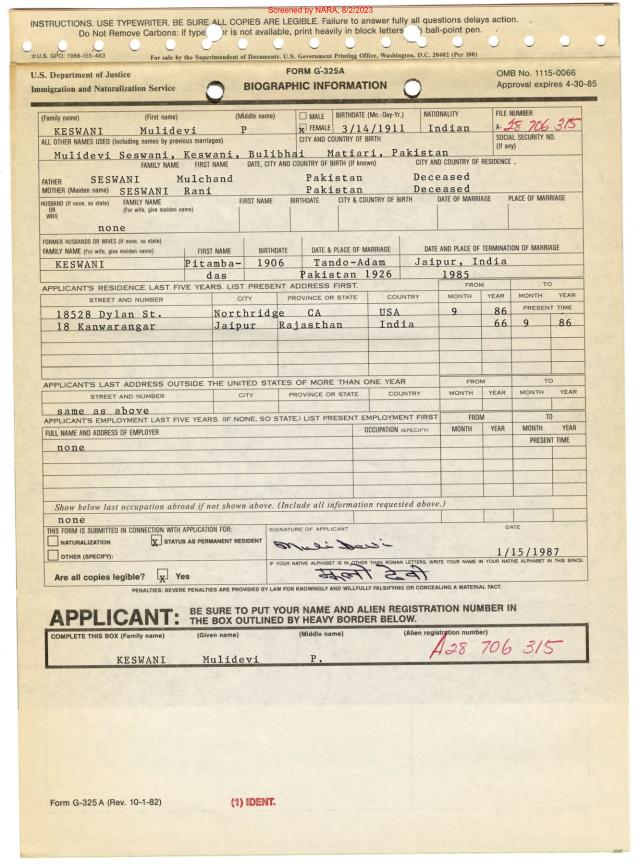 Screened by NARA, 8/2/2023
INSTRUCTIONS. USE TYPEWRITER. BE SURE ALL COPIES ARE LEGIBLE. Failure to answer fully all questions delays action.
Do Not Remove Carbons: If type or is not available, print heavily in block letters ball-point pen.
☆U.S. GPO: 1986-155-463 For sale by the Superintendent of Documents, U.S. Government Printing Office, Washington, D.C. 20402 (Per 100)
U.S. Department of Justice FORM G-325A OMB No. 1115-0066
Immigration and Naturalization Service BIOGRAPHIC INFORMATION Approval expires 4-30-85
(Family name) (First name) (Middle name) MALE BIRTHDATE (Mo.-Day-Yr.) NATIONALITY FILE NUMBER
KESWANI Mulidevi P X FEMALE 3/14/1911 Indian A-28 706 315
ALL OTHER NAMES USED (Including names by previous marriages) CITY AND COUNTRY OF BIRTH SOCIAL SECURITY NO. (If any)
Mulidevi Seswani, Keswani, Bulibhai Matiari, Pakistan
FAMILY NAME FIRST NAME DATE, CITY AND COUNTRY OF BIRTH (If known) CITY AND COUNTRY OF RESIDENCE.
FATHER SESWANI Mulchand Pakistan Deceased
MOTHER (Maiden name) SESWANI Rani Pakistan Deceased
HUSBAND (If none, so state) OR WIFE FAMILY NAME (For wife, give maiden name) FIRST NAME BIRTHDATE CITY & COUNTRY OF BIRTH DATE OF MARRIAGE PLACE OF MARRIAGE
none
FORMER HUSBANDS OR WIVES (If none, so state)
FAMILY NAME (For wife, give maiden name) FIRST NAME BIRTHDATE DATE & PLACE OF MARRIAGE DATE AND PLACE OF TERMINATION OF MARRIAGE
KESWANI Pitamba- 1906 Tando-Adam Jaipur, India
das Pakistan 1926 1985
APPLICANT'S RESIDENCE LAST FIVE YEARS. LIST PRESENT ADDRESS FIRST. FROM TO
STREET AND NUMBER CITY PROVINCE OR STATE COUNTRY MONTH YEAR MONTH YEAR
18528 Dylan St. Northridge CA USA 9 86 PRESENT TIME
18 Kanwarangar Jaipur Rajasthan India 66 9 86
APPLICANT'S LAST ADDRESS OUTSIDE THE UNITED STATES OF MORE THAN ONE YEAR FROM TO
STREET AND NUMBER CITY PROVINCE OR STATE COUNTRY MONTH YEAR MONTH YEAR
same as above
APPLICANT'S EMPLOYMENT LAST FIVE YEARS. (IF NONE, SO STATE.) LIST PRESENT EMPLOYMENT FIRST FROM TO
FULL NAME AND ADDRESS OF EMPLOYER OCCUPATION (SPECIFY) MONTH YEAR MONTH YEAR
none PRESENT TIME
Show below last occupation abroad if not shown above. (Include all information requested above.)
none
THIS FORM IS SUBMITTED IN CONNECTION WITH APPLICATION FOR: SIGNATURE OF APPLICANT DATE
NATURALIZATION X STATUS AS PERMANENT RESIDENT Muli Devi
OTHER (SPECIFY): 1/15/1987
IF YOUR NATIVE ALPHABET IS IN OTHER THAN ROMAN LETTERS, WRITE YOUR NAME IN YOUR NATIVE ALPHABET IN THIS SPACE.
Are all copies legible? X Yes मूली देवी
PENALTIES: SEVERE PENALTIES ARE PROVIDED BY LAW FOR KNOWINGLY AND WILLFULLY FALSIFYING OR CONCEALING A MATERIAL FACT.
APPLICANT: BE SURE TO PUT YOUR NAME AND ALIEN REGISTRATION NUMBER IN
THE BOX OUTLINED BY HEAVY BORDER BELOW.
COMPLETE THIS BOX (Family name) (Given name) (Middle name) (Alien registration number)
KESWANI Mulidevi P. A28 706 315
Form G-325 A (Rev. 10-1-82) (1) IDENT.